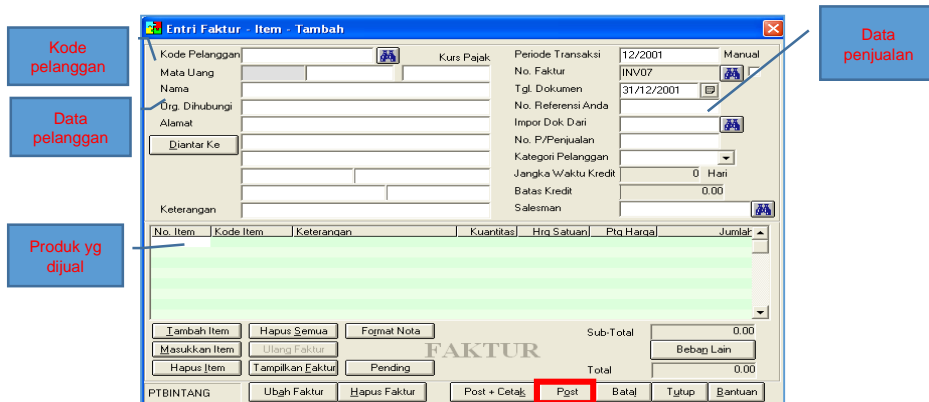 Entri Faktur - Item - Tambah
Kode pelanggan
Data pelanggan
Produk yg dijual
Data penjualan
Kode Pelanggan
Kurs Pajak
Mata Uang
Nama
Org. Dihubungi
Alamat
Diantar Ke
Keterangan
Periode Transaksi 12/2001 Manual
No. Faktur INV07
Tgl. Dokumen 31/12/2001
No. Referensi Anda
Impor Dok Dari
No. P/Penjualan
Kategori Pelanggan
Jangka Waktu Kredit 0 Hari
Batas Kredit 0.00
Salesman
No. Item Kode Item Keterangan Kuantitas Hrg Satuan Ptg Harga Jumlah
Tambah Item Hapus Semua Format Nota Sub-Total 0.00
Masukkan Item Ulang Faktur FAKTUR Beban Lain
Hapus Item Tampilkan Faktur Pending Total 0.00
PTBINTANG Ubah Faktur Hapus Faktur Post + Cetak Post Batal Tutup Bantuan